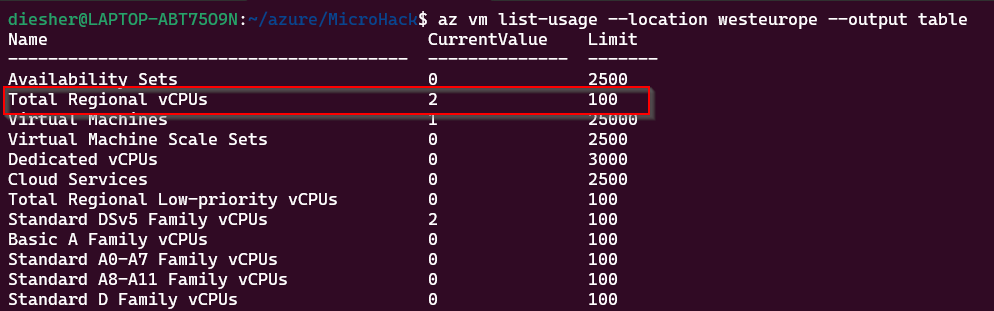 diesher@LAPTOP-ABT75O9N:~/azure/MicroHack$ az vm list-usage --location westeurope --output table
Name CurrentValue Limit
---------------------------------------- -------------- -------
Availability Sets 0 2500
Total Regional vCPUs 2 100
Virtual Machines 1 25000
Virtual Machine Scale Sets 0 2500
Dedicated vCPUs 0 3000
Cloud Services 0 2500
Total Regional Low-priority vCPUs 0 100
Standard DSv5 Family vCPUs 2 100
Basic A Family vCPUs 0 100
Standard A0-A7 Family vCPUs 0 100
Standard A8-A11 Family vCPUs 0 100
Standard D Family vCPUs 0 100